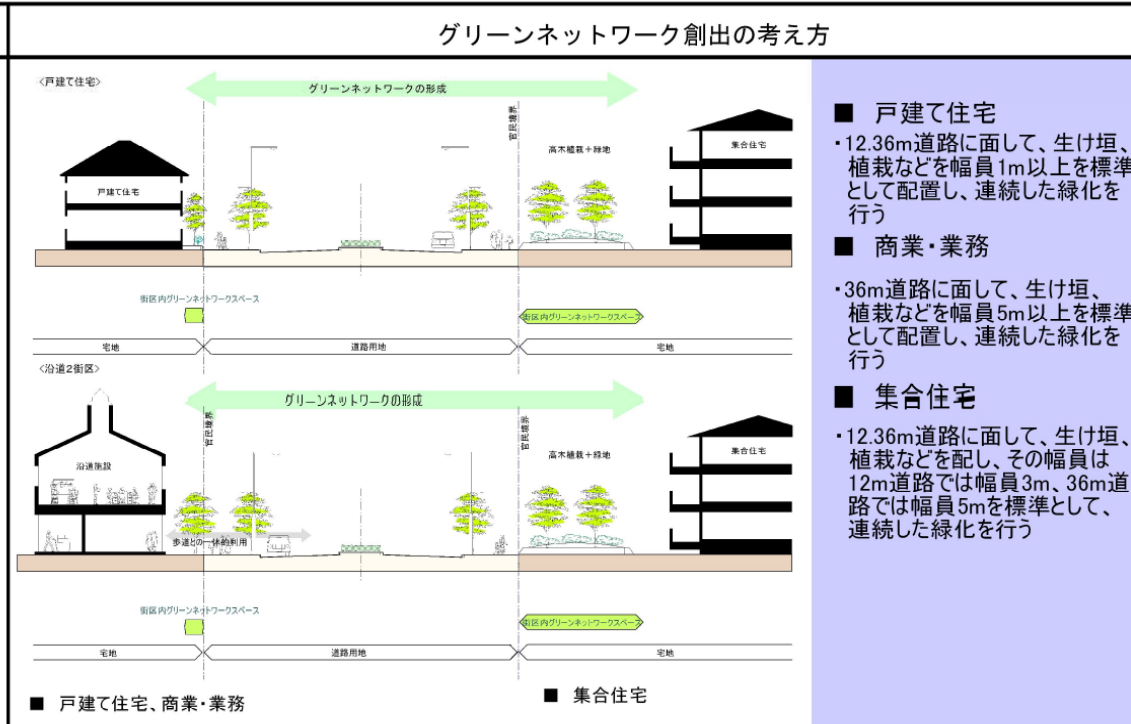 グリーンネットワーク創出の考え方
〈戸建て住宅〉
グリーンネットワークの形成
官民境界
高木植栽+緑地
集合住宅
戸建て住宅
街区内グリーンネットワークスペース
街区内グリーンネットワークスペース
宅地
道路用地
宅地
〈沿道2街区〉
グリーンネットワークの形成
官民境界
官民境界
高木植栽+緑地
集合住宅
沿道施設
歩道との一体的利用
街区内グリーンネットワークスペース
街区内グリーンネットワークスペース
宅地
道路用地
宅地
■ 戸建て住宅、商業・業務
■ 集合住宅
■ 戸建て住宅
・12.36m道路に面して、生け垣、
植栽などを幅員1m以上を標準
として配置し、連続した緑化を
行う
■ 商業・業務
・36m道路に面して、生け垣、
植栽などを幅員5m以上を標準
として配置し、連続した緑化を
行う
■ 集合住宅
・12.36m道路に面して、生け垣、
植栽などを配し、その幅員は
12m道路では幅員3m、36m道
路では幅員5mを標準として、
連続した緑化を行う